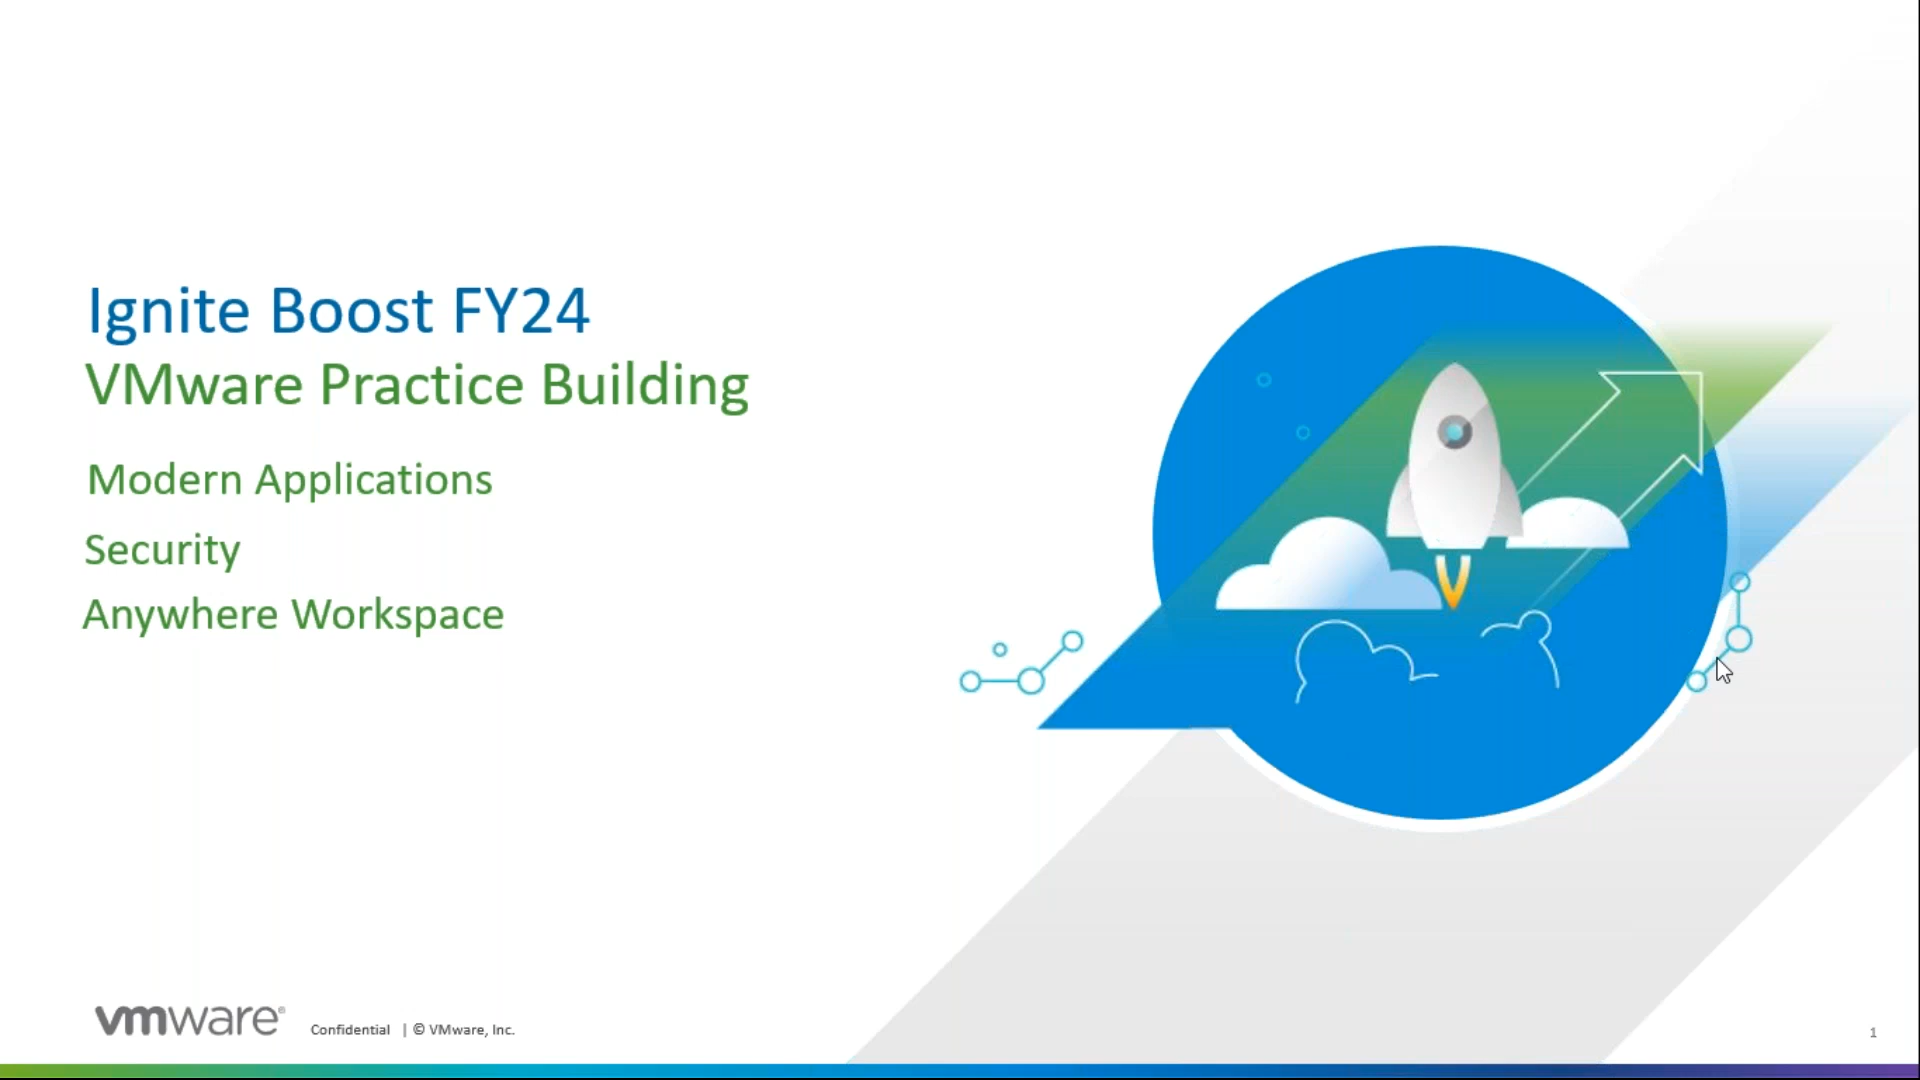 Ignite Boost FY24
VMware Practice Building
Modern Applications
Security
Anywhere Workspace
vmware®
Confidential | © VMware, Inc.
1